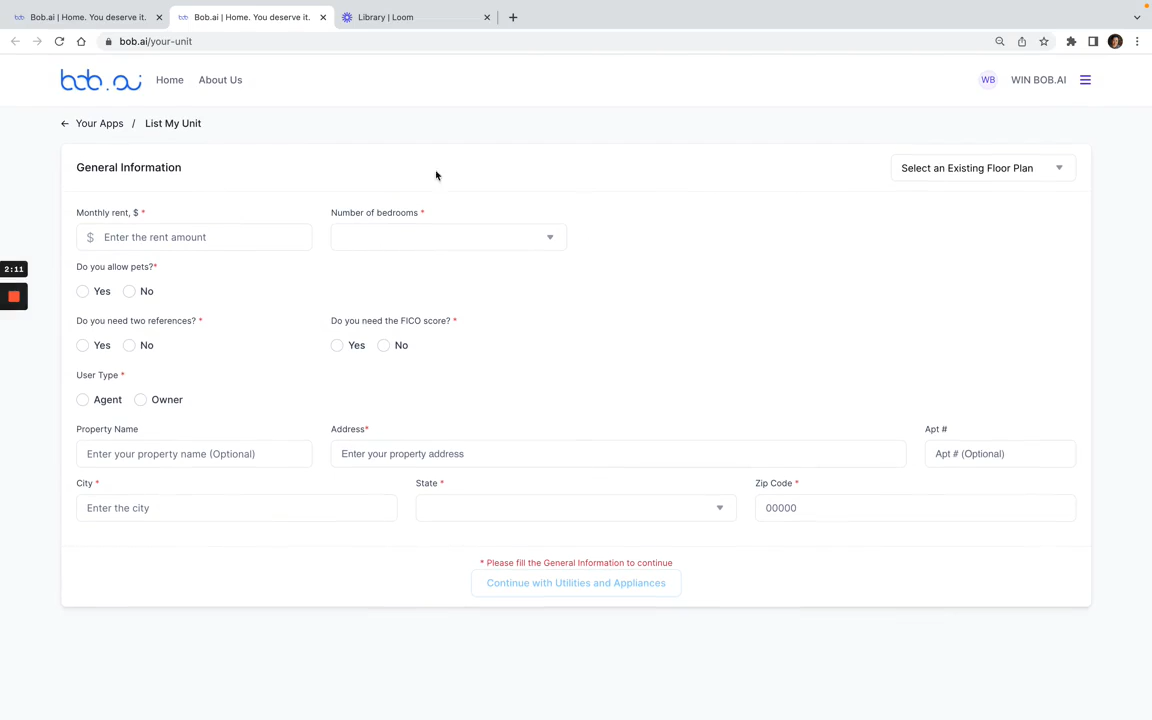 Bob.ai | Home. You deserve it.
Bob.ai | Home. You deserve it.
Library | Loom
bob.ai/your-unit
bob.ai
Home
About Us
WB
WIN BOB.AI
Your Apps / List My Unit
General Information
Select an Existing Floor Plan
Monthly rent, $ *
Number of bedrooms *
$ Enter the rent amount
Do you allow pets?*
2:11
Yes
No
Do you need two references? *
Do you need the FICO score? *
Yes
No
Yes
No
User Type *
Agent
Owner
Property Name
Address*
Apt #
Enter your property name (Optional)
Enter your property address
Apt # (Optional)
City *
State *
Zip Code *
Enter the city
00000
* Please fill the General Information to continue
Continue with Utilities and Appliances